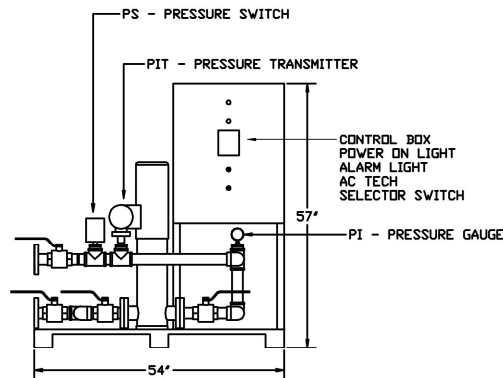 PS - PRESSURE SWITCH
PIT - PRESSURE TRANSMITTER
CONTROL BOX
POWER ON LIGHT
ALARM LIGHT
AC TECH
SELECTOR SWITCH
57"
PI - PRESSURE GAUGE
54"